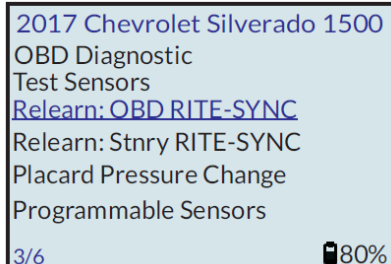 2017 Chevrolet Silverado 1500
OBD Diagnostic
Test Sensors
Relearn: OBD RITE-SYNC
Relearn: Stnry RITE-SYNC
Placard Pressure Change
Programmable Sensors
3/6 80%